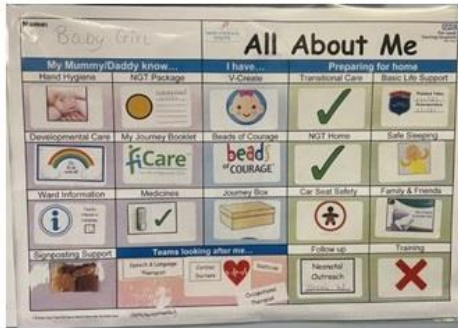 Baby Girl
All About Me
My Mummy/Daddy know...
I have...
Preparing for home
Hand Hygiene
NGT Package
V-Create
Transitional Care
Basic Life Support
Developmental Care
My Journey Booklet
Beads of Courage
NGT Home
Safe Sleeping
fiCare
beads
OF COURAGE
Ward Information
Medicines
Journey Box
Car Seat Safety
Family & Friends
Signposting Support
Teams looking after me...
Follow up
Training
Speech & Language
Therapist
Dietician
Occupational
Therapist
Neonatal
Outreach